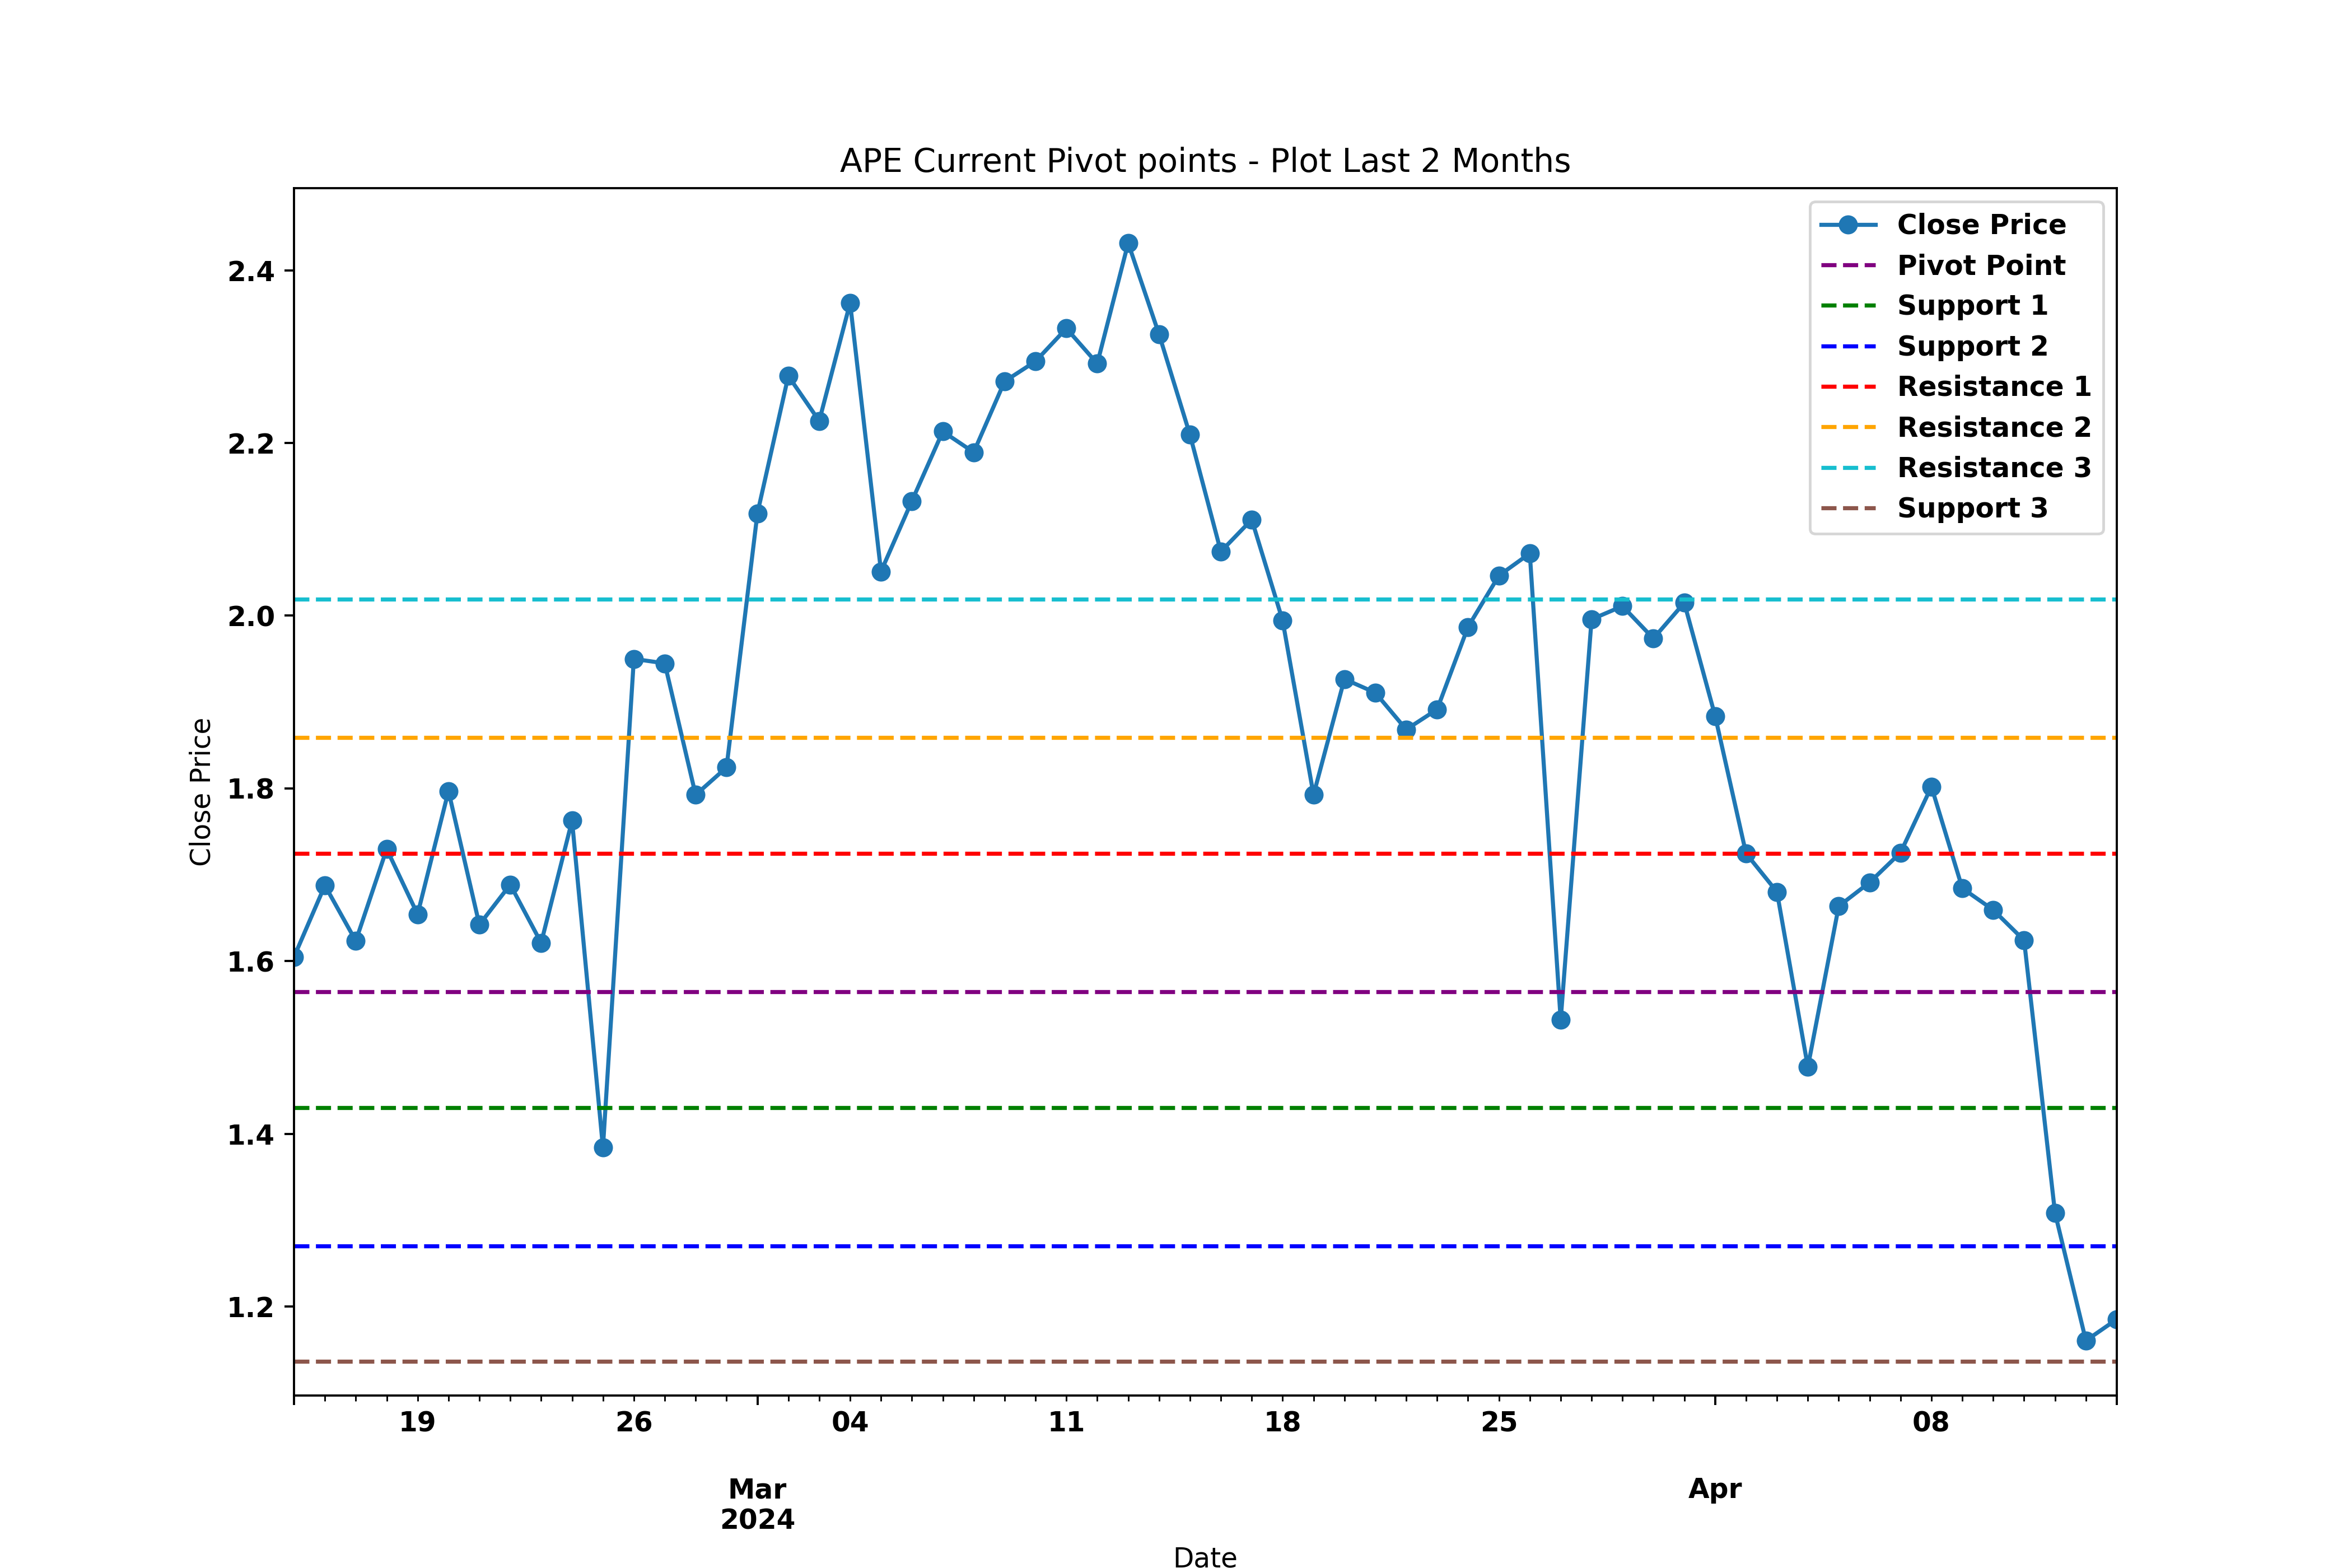 APE Current Pivot points - Plot Last 2 Months
Close Price
Pivot Point
Support 1
Support 2
Resistance 1
Resistance 2
Resistance 3
Support 3
Close Price
2.4
2.2
2.0
1.8
1.6
1.4
1.2
19 26 04 11 18 25 08
Mar Apr
2024
Date